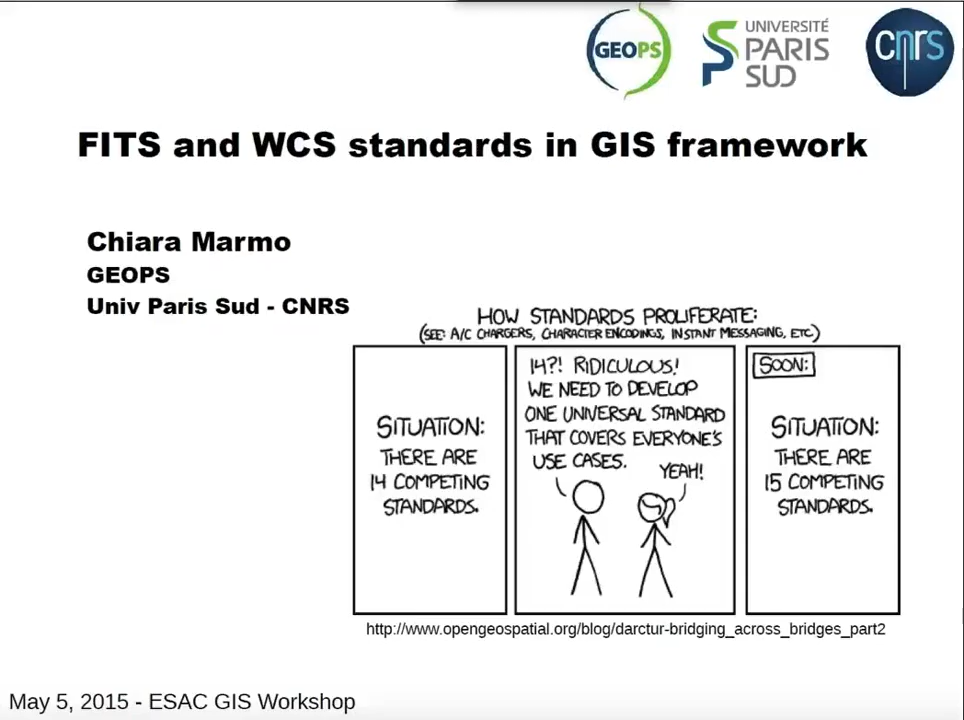 GEOPS
UNIVERSITÉ
PARIS
SUD
cnrs
FITS and WCS standards in GIS framework
Chiara Marmo
GEOPS
Univ Paris Sud - CNRS
HOW STANDARDS PROLIFERATE:
(SEE: A/C CHARGERS, CHARACTER ENCODINGS, INSTANT MESSAGING, ETC.)
SITUATION:
THERE ARE
14 COMPETING
STANDARDS.
14?! RIDICULOUS!
WE NEED TO DEVELOP
ONE UNIVERSAL STANDARD
THAT COVERS EVERYONE'S
USE CASES.
YEAH!
SOON:
SITUATION:
THERE ARE
15 COMPETING
STANDARDS.
http://www.opengeospatial.org/blog/darctur-bridging_across_bridges_part2
May 5, 2015 - ESAC GIS Workshop